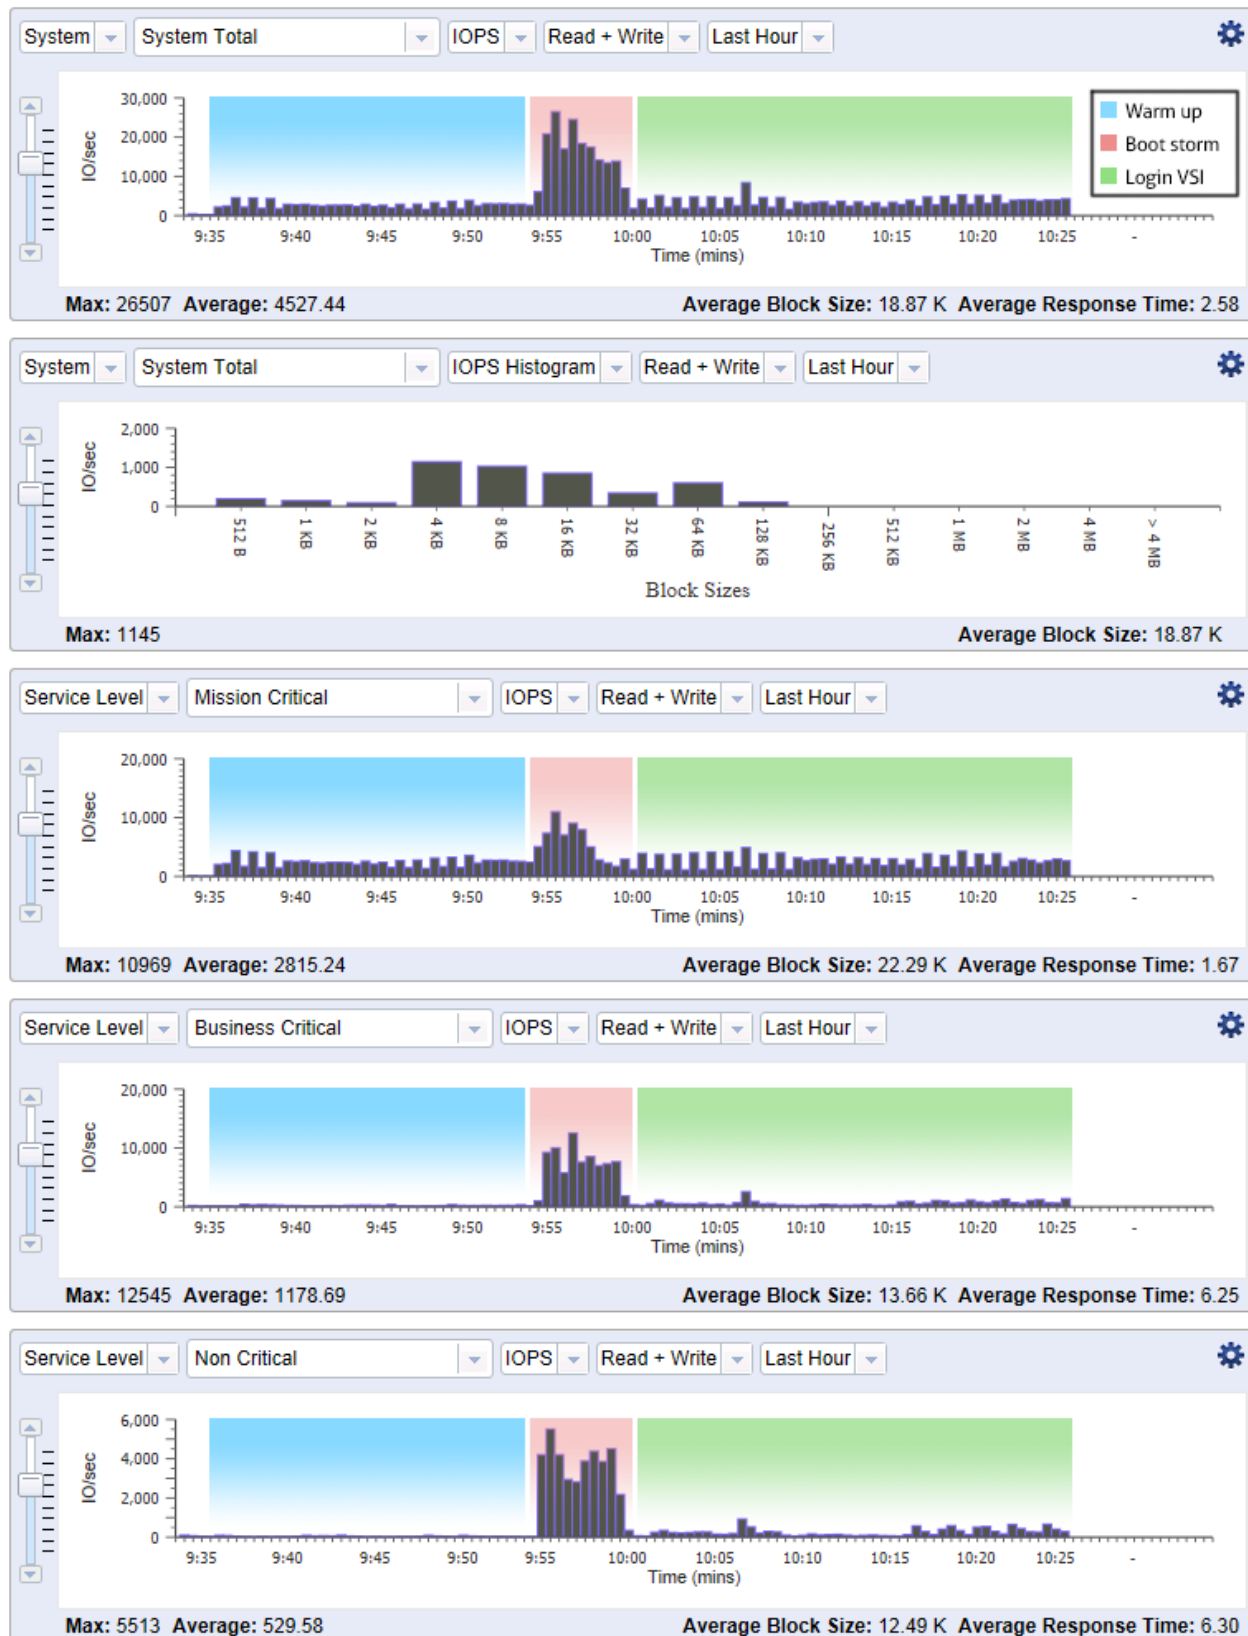 System System Total IOPS Read + Write Last Hour
30,000
20,000
10,000
0
IO/sec
Warm up
Boot storm
Login VSI
9:35 9:40 9:45 9:50 9:55 10:00 10:05 10:10 10:15 10:20 10:25 -
Time (mins)
Max: 26507 Average: 4527.44 Average Block Size: 18.87 K Average Response Time: 2.58
System System Total IOPS Histogram Read + Write Last Hour
2,000
1,000
0
IO/sec
512 B 1 KB 2 KB 4 KB 8 KB 16 KB 32 KB 64 KB 128 KB 256 KB 512 KB 1 MB 2 MB 4 MB > 4 MB
Block Sizes
Max: 1145 Average Block Size: 18.87 K
Service Level Mission Critical IOPS Read + Write Last Hour
20,000
10,000
0
IO/sec
9:35 9:40 9:45 9:50 9:55 10:00 10:05 10:10 10:15 10:20 10:25 -
Time (mins)
Max: 10969 Average: 2815.24 Average Block Size: 22.29 K Average Response Time: 1.67
Service Level Business Critical IOPS Read + Write Last Hour
20,000
10,000
0
IO/sec
9:35 9:40 9:45 9:50 9:55 10:00 10:05 10:10 10:15 10:20 10:25 -
Time (mins)
Max: 12545 Average: 1178.69 Average Block Size: 13.66 K Average Response Time: 6.25
Service Level Non Critical IOPS Read + Write Last Hour
6,000
4,000
2,000
0
IO/sec
9:35 9:40 9:45 9:50 9:55 10:00 10:05 10:10 10:15 10:20 10:25 -
Time (mins)
Max: 5513 Average: 529.58 Average Block Size: 12.49 K Average Response Time: 6.30